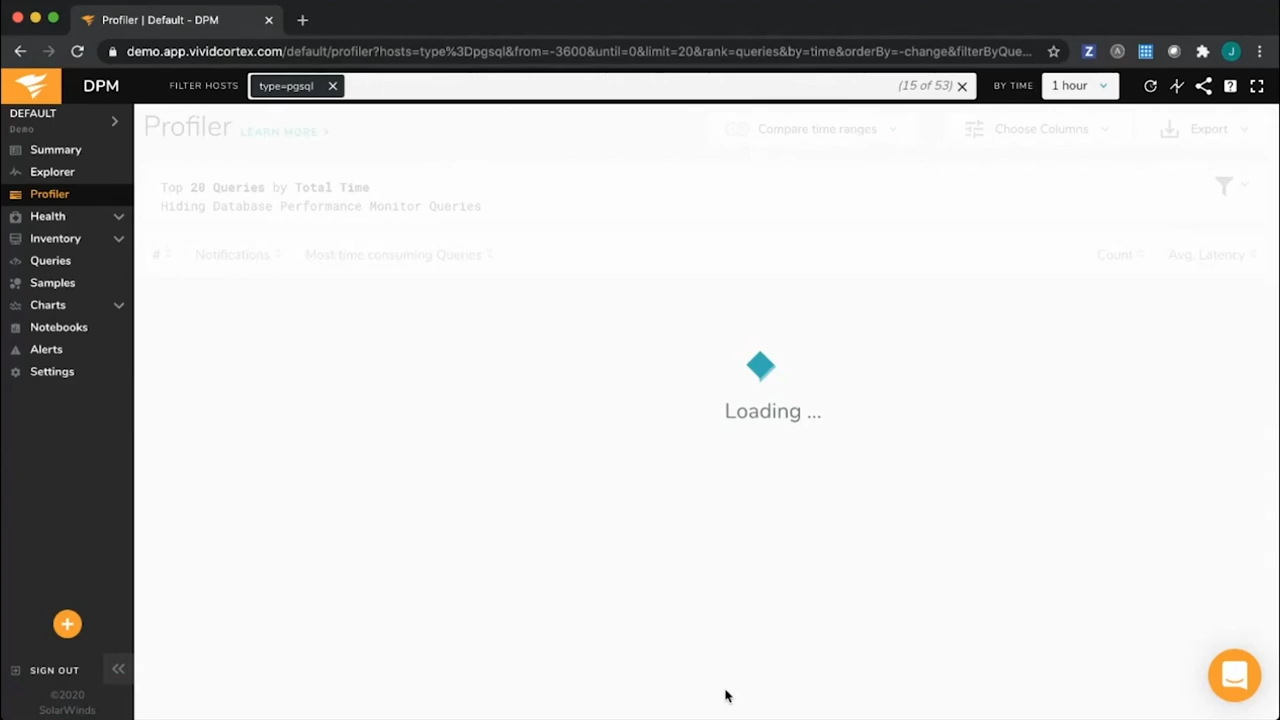 Profiler | Default - DPM
demo.app.vividcortex.com/default/profiler?hosts=type%3Dpgsql&from=-3600&until=0&limit=20&rank=queries&by=time&orderBy=-change&filterByQue...
Z
A
J
DPM
FILTER HOSTS
type=pgsql
(15 of 53)
BY TIME
1 hour
DEFAULT
Demo
Summary
Explorer
Profiler
Health
Inventory
Queries
Samples
Charts
Notebooks
Alerts
Settings
SIGN OUT
©2020
SolarWinds
Profiler LEARN MORE >
Compare time ranges
Choose Columns
Export
Top 20 Queries by Total Time
Hiding Database Performance Monitor Queries
# Notifications Most time consuming Queries Count Avg. Latency
Loading ...